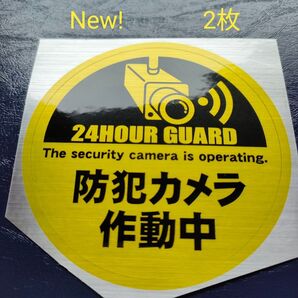 New! 2枚
24HOUR GUARD
The security camera is operating.
防犯カメラ
作動中